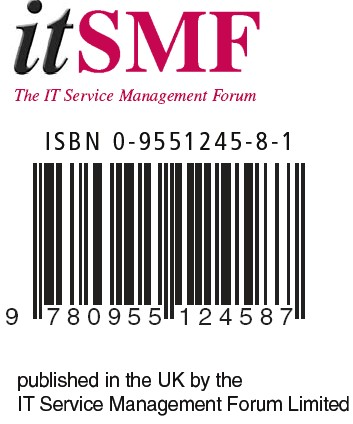 itSMF
The IT Service Management Forum
ISBN 0-9551245-8-1
9 780955 124587
published in the UK by the
IT Service Management Forum Limited